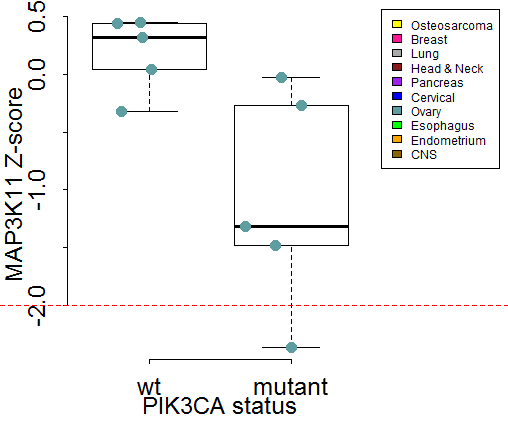 MAP3K11 Z-score
0.5
0.0
-1.0
-2.0
wt mutant
PIK3CA status
Osteosarcoma
Breast
Lung
Head & Neck
Pancreas
Cervical
Ovary
Esophagus
Endometrium
CNS